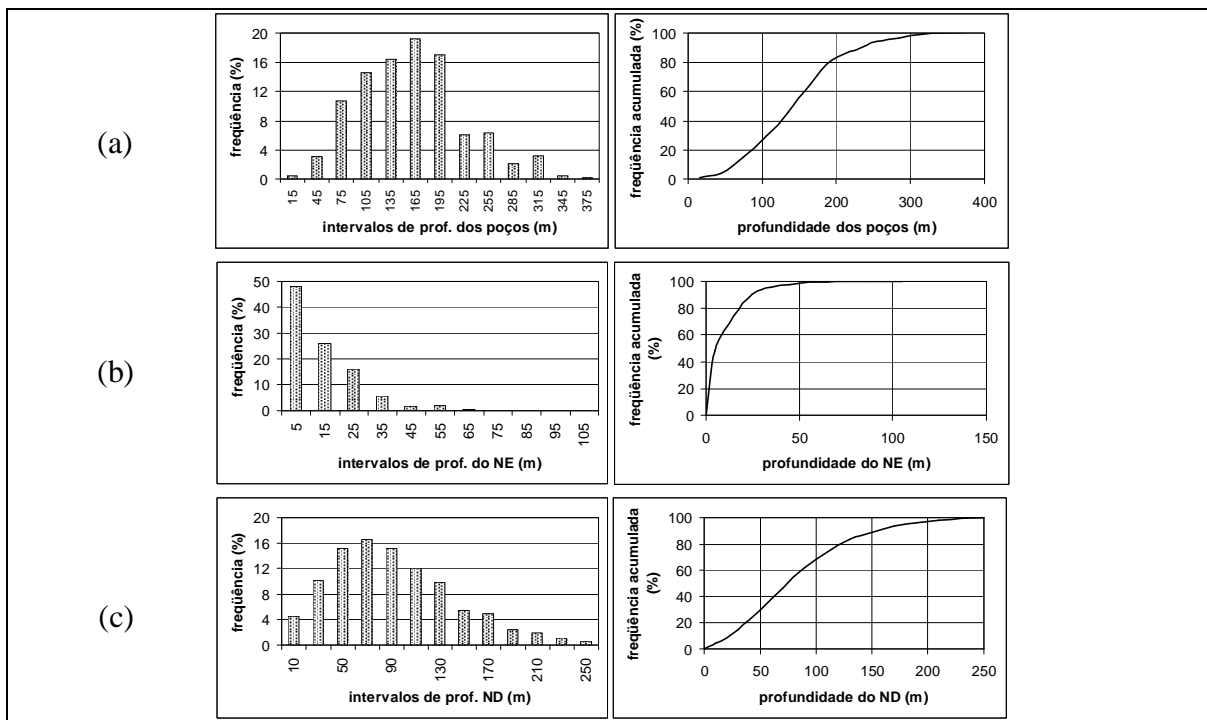 (a)
freqüência (%)
20
16
12
8
4
0
15 45 75 105 135 165 195 225 255 285 315 345 375
intervalos de prof. dos poços (m)
freqüência acumulada (%)
100
80
60
40
20
0
0 100 200 300 400
profundidade dos poços (m)
(b)
freqüência (%)
50
40
30
20
10
0
5 15 25 35 45 55 65 75 85 95 105
intervalos de prof. do NE (m)
freqüência acumulada
(%)
100
80
60
40
20
0
0 50 100 150
profundidade do NE (m)
(c)
freqüência (%)
20
16
12
8
4
0
10 50 90 130 170 210 250
intervalos de prof. ND (m)
freqüência acumulada
(%)
100
80
60
40
20
0
0 50 100 150 200 250
profundidade do ND (m)